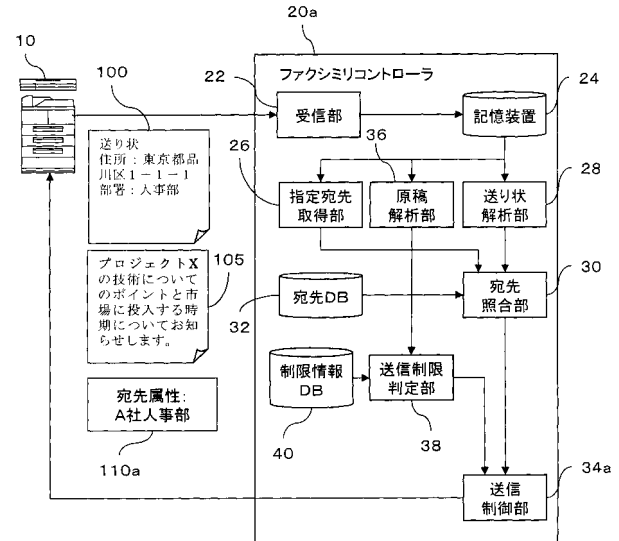 20a
10
ファクシミリコントローラ
100
22
受信部
24
記憶装置
送り状
住所：東京都品
川区１－１－１
部署：人事部
26
36
28
指定宛先
取得部
原稿
解析部
送り状
解析部
プロジェクトX
の技術について
のポイントと市
場に投入する時
期についてお知
らせします。
105
宛先DB
32
宛先
照合部
30
制限情報
DB
40
送信制限
判定部
38
宛先属性：
A社人事部
110a
送信
制御部
34a